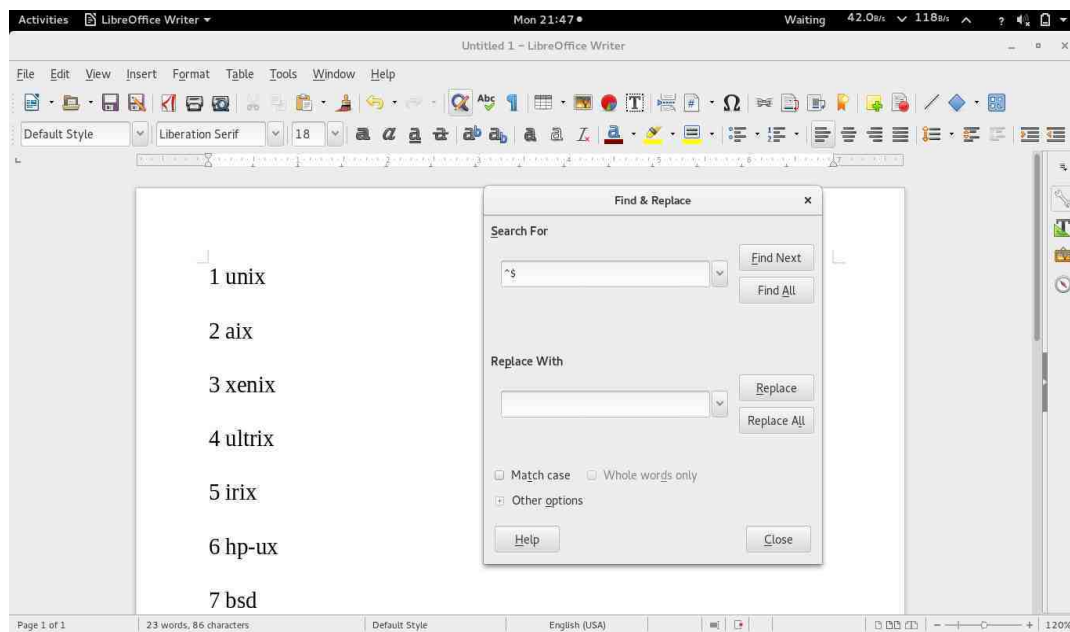 Activities LibreOffice Writer Mon 21:47 Waiting 42.0B/s 118B/s ?
Untitled 1 - LibreOffice Writer
File Edit View Insert Format Table Tools Window Help
Default Style Liberation Serif 18
Find & Replace
Search For
^$
Find Next
Find All
Replace With
Replace
Replace All
Match case Whole words only
Other options
Help Close
1 unix
2 aix
3 xenix
4 ultrix
5 irix
6 hp-ux
7 bsd
Page 1 of 1 23 words, 86 characters Default Style English (USA) 120%